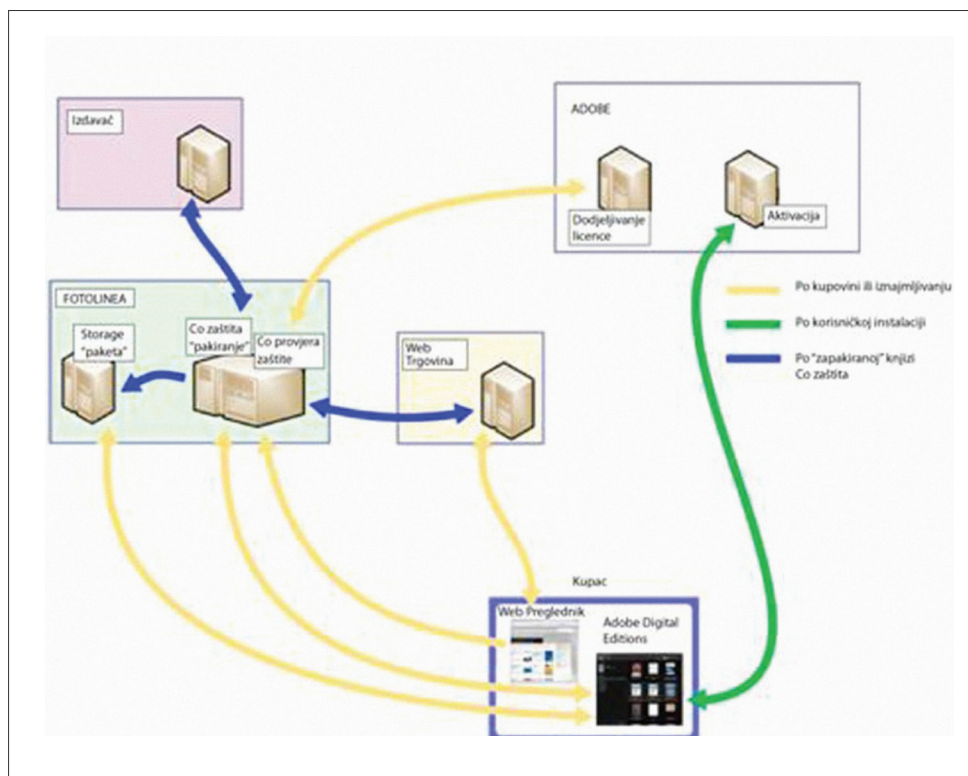 Izdavač
ADOBE
Dodjeljivanje
licence
Aktivacija
FOTOLINEA
Storage
"paketa"
Co zaštita
"pakiranje"
Co provjera
zaštite
Web
Trgovina
Po kupovini ili iznajmljivanju
Po korisničkoj instalaciji
Po "zapakiranoj" knjizi
Co zaštita
Kupac
Web Preglednik
Adobe Digital
Editions